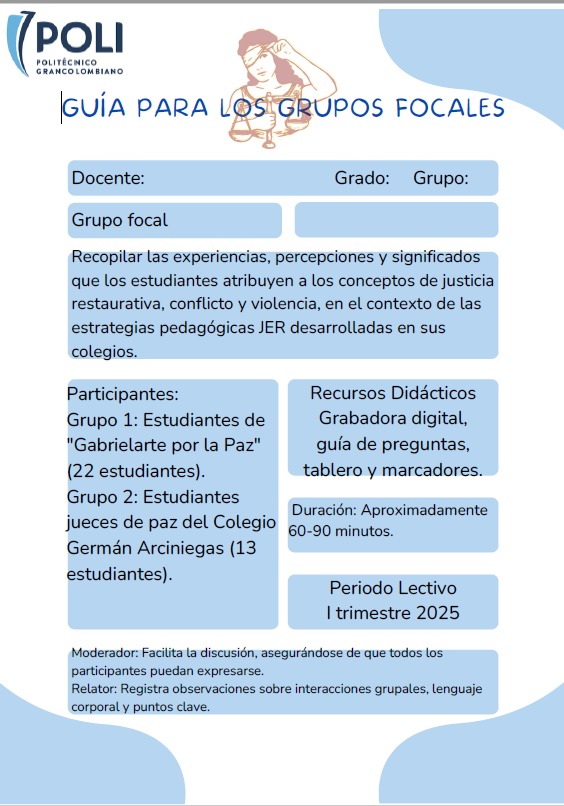 POLI
POLITÉCNICO
GRANCOLOMBIANO
GUÍA PARA LOS GRUPOS FOCALES
Docente: Grado: Grupo:
Grupo focal
Recopilar las experiencias, percepciones y significados
que los estudiantes atribuyen a los conceptos de justicia
restaurativa, conflicto y violencia, en el contexto de las
estrategias pedagógicas JER desarrolladas en sus
colegios.
Participantes:
Grupo 1: Estudiantes de
"Gabrielarte por la Paz"
(22 estudiantes).
Grupo 2: Estudiantes
jueces de paz del Colegio
Germán Arciniegas (13
estudiantes).
Recursos Didácticos
Grabadora digital,
guía de preguntas,
tablero y marcadores.
Duración: Aproximadamente
60-90 minutos.
Periodo Lectivo
I trimestre 2025
Moderador: Facilita la discusión, asegurándose de que todos los
participantes puedan expresarse.
Relator: Registra observaciones sobre interacciones grupales, lenguaje
corporal y puntos clave.